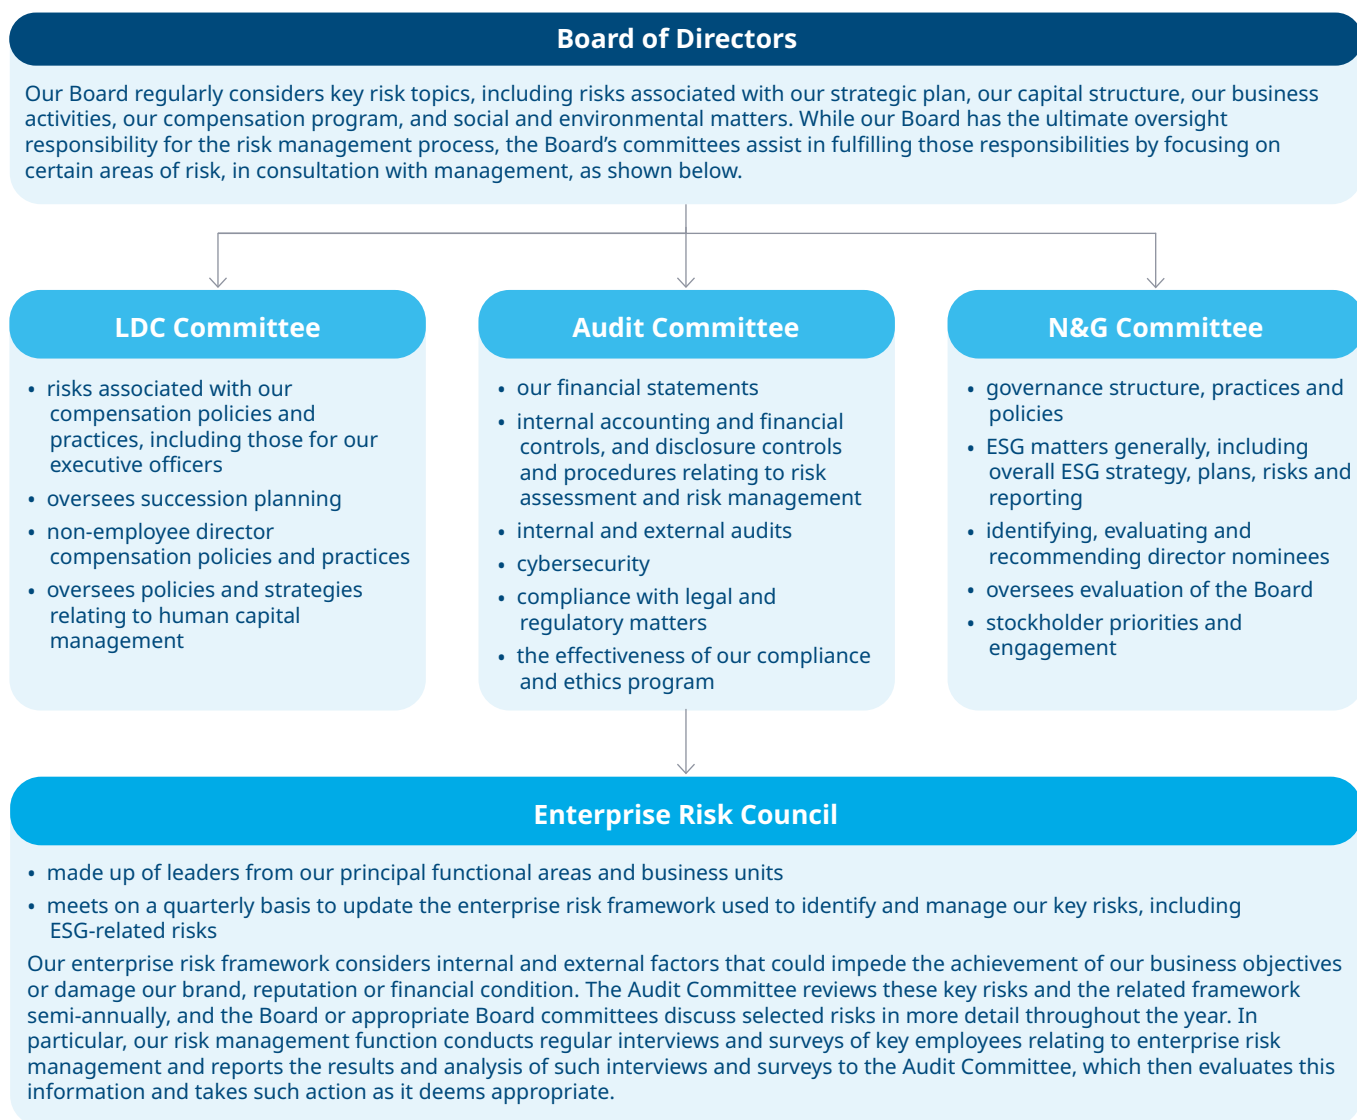 Board of Directors
Our Board regularly considers key risk topics, including risks associated with our strategic plan, our capital structure, our business
activities, our compensation program, and social and environmental matters. While our Board has the ultimate oversight
responsibility for the risk management process, the Board’s committees assist in fulfilling those responsibilities by focusing on
certain areas of risk, in consultation with management, as shown below.
LDC Committee
• risks associated with our
compensation policies and
practices, including those for our
executive officers
• oversees succession planning
• non-employee director
compensation policies and practices
• oversees policies and strategies
relating to human capital
management
Audit Committee
• our financial statements
• internal accounting and financial
controls, and disclosure controls
and procedures relating to risk
assessment and risk management
• internal and external audits
• cybersecurity
• compliance with legal and
regulatory matters
• the effectiveness of our compliance
and ethics program
N&G Committee
• governance structure, practices and
policies
• ESG matters generally, including
overall ESG strategy, plans, risks and
reporting
• identifying, evaluating and
recommending director nominees
• oversees evaluation of the Board
• stockholder priorities and
engagement
Enterprise Risk Council
• made up of leaders from our principal functional areas and business units
• meets on a quarterly basis to update the enterprise risk framework used to identify and manage our key risks, including
ESG-related risks
Our enterprise risk framework considers internal and external factors that could impede the achievement of our business objectives
or damage our brand, reputation or financial condition. The Audit Committee reviews these key risks and the related framework
semi-annually, and the Board or appropriate Board committees discuss selected risks in more detail throughout the year. In
particular, our risk management function conducts regular interviews and surveys of key employees relating to enterprise risk
management and reports the results and analysis of such interviews and surveys to the Audit Committee, which then evaluates this
information and takes such action as it deems appropriate.